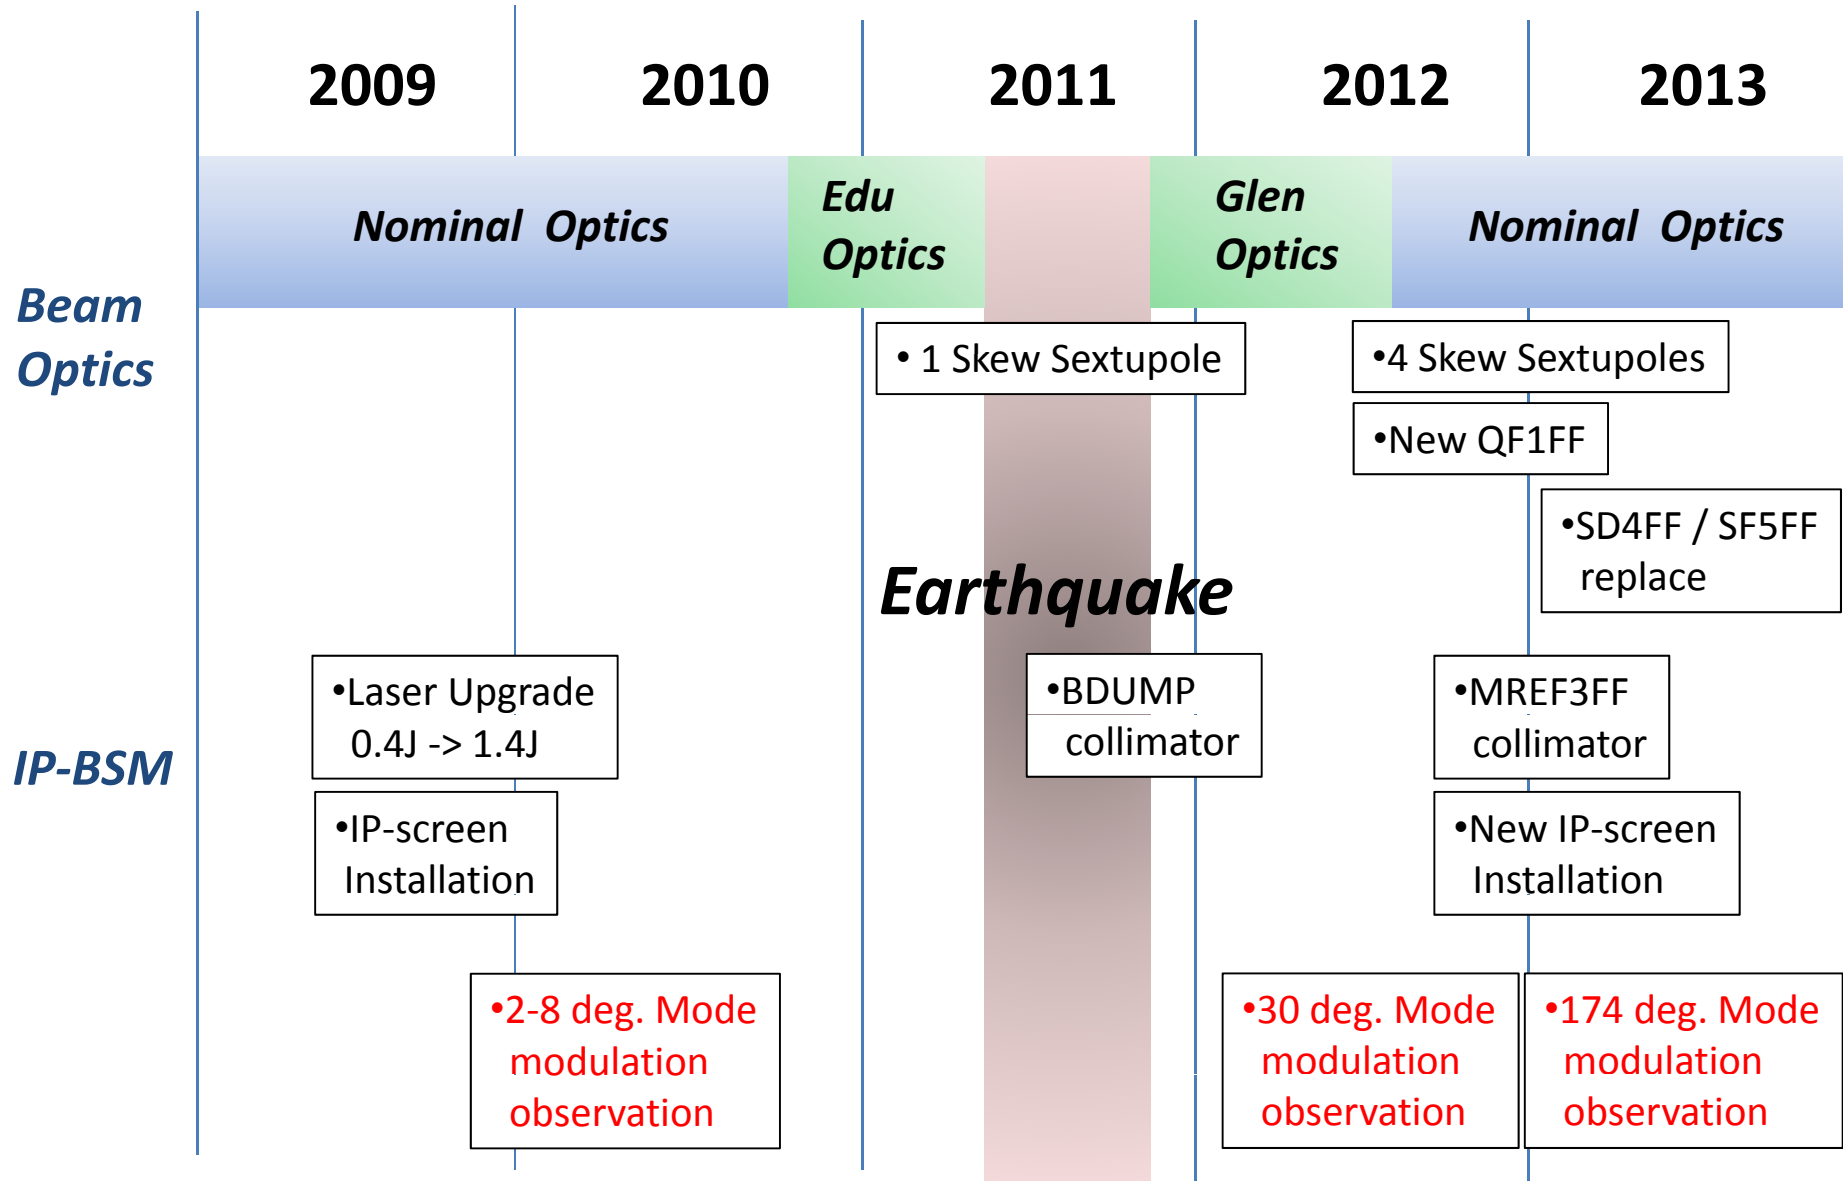 2009
2010
2011
2012
2013
Nominal Optics
Edu
Optics
Glen
Optics
Nominal Optics
Beam
Optics
• 1 Skew Sextupole
•4 Skew Sextupoles
•New QF1FF
•SD4FF / SF5FF
replace
Earthquake
IP-BSM
•Laser Upgrade
0.4J -> 1.4J
•BDUMP
collimator
•MREF3FF
collimator
•IP-screen
Installation
•New IP-screen
Installation
•2-8 deg. Mode
modulation
observation
•30 deg. Mode
modulation
observation
•174 deg. Mode
modulation
observation